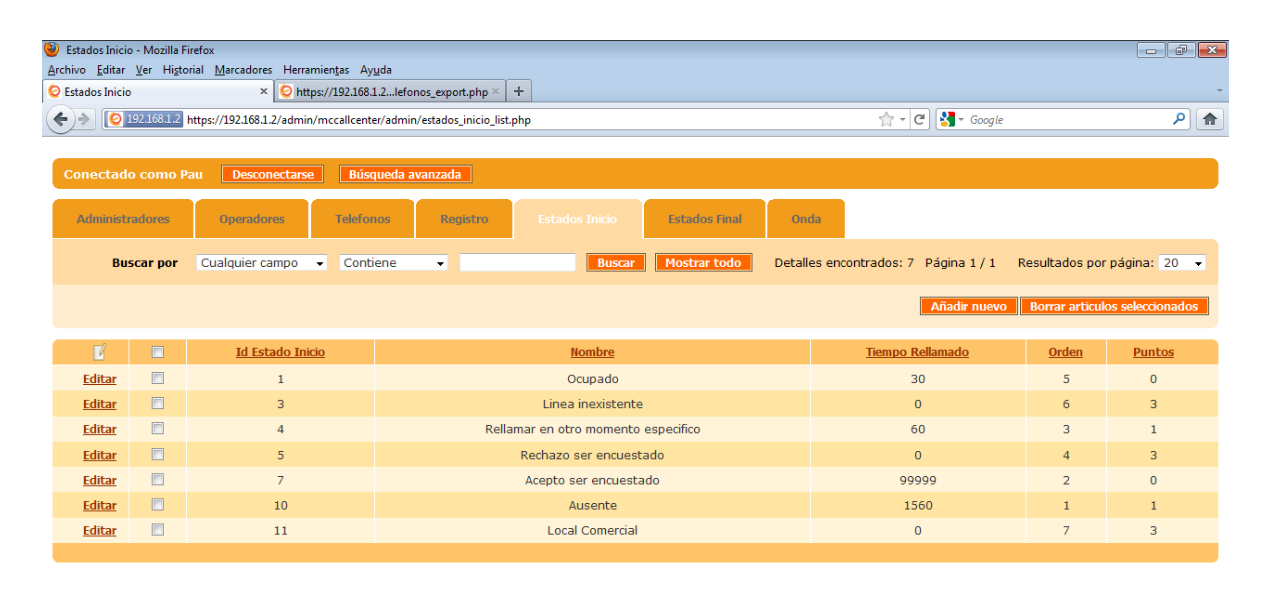 Estados Inicio - Mozilla Firefox
Archivo Editar Ver Historial Marcadores Herramientas Ayuda
Estados Inicio × https://192.168.1.2...lefonos_export.php × +
192.168.1.2 https://192.168.1.2/admin/mccallcenter/admin/estados_inicio_list.php Google
Conectado como Pau Desconectarse Búsqueda avanzada
Administradores Operadores Telefonos Registro Estados Inicio Estados Final Onda
Buscar por Cualquier campo Contiene Buscar Mostrar todo Detalles encontrados: 7 Página 1 / 1 Resultados por página: 20
Añadir nuevo Borrar articulos seleccionados
Id Estado Inicio Nombre Tiempo Rellamado Orden Puntos
Editar 1 Ocupado 30 5 0
Editar 3 Linea inexistente 0 6 3
Editar 4 Rellamar en otro momento especifico 60 3 1
Editar 5 Rechazo ser encuestado 0 4 3
Editar 7 Acepto ser encuestado 99999 2 0
Editar 10 Ausente 1560 1 1
Editar 11 Local Comercial 0 7 3